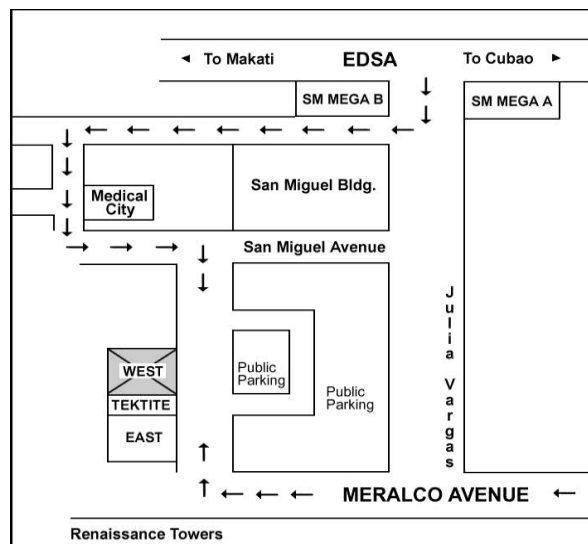 ◄ To Makati EDSA To Cubao ►
SM MEGA B
SM MEGA A
Medical
City
San Miguel Bldg.
San Miguel Avenue
Julia Vargas
WEST
TEKTITE
EAST
Public
Parking
Public
Parking
MERALCO AVENUE
Renaissance Towers